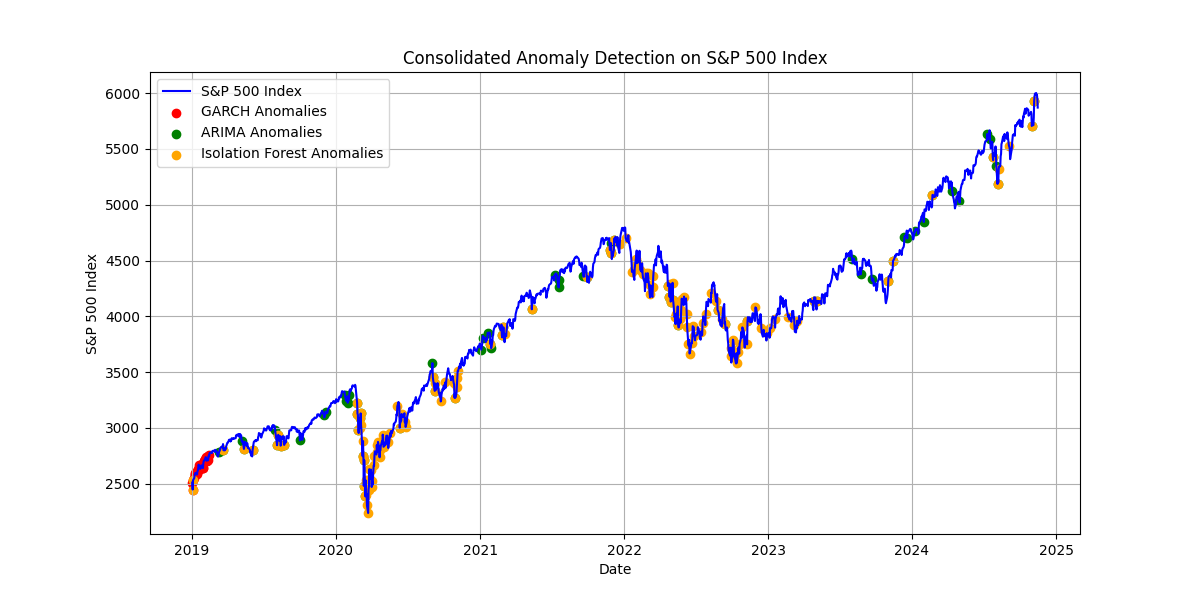 Consolidated Anomaly Detection on S&P 500 Index
S&P 500 Index
GARCH Anomalies
ARIMA Anomalies
Isolation Forest Anomalies
6000
5500
5000
4500
4000
3500
3000
2500
S&P 500 Index
2019 2020 2021 2022 2023 2024 2025
Date